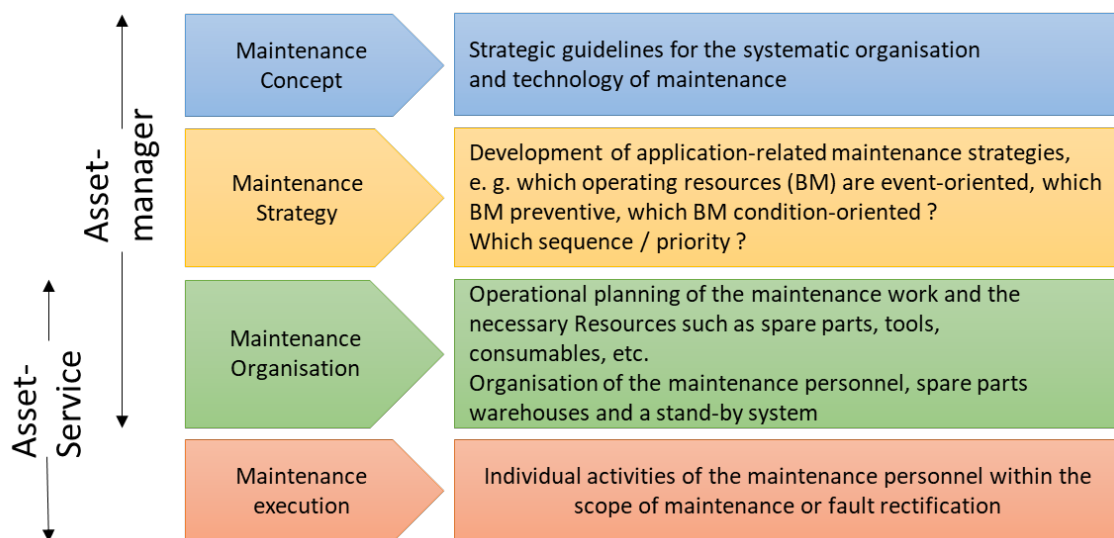 Asset-
manager
Asset-
Service
Maintenance
Concept
Strategic guidelines for the systematic organisation
and technology of maintenance
Maintenance
Strategy
Development of application-related maintenance strategies,
e. g. which operating resources (BM) are event-oriented, which
BM preventive, which BM condition-oriented ?
Which sequence / priority ?
Maintenance
Organisation
Operational planning of the maintenance work and the
necessary Resources such as spare parts, tools,
consumables, etc.
Organisation of the maintenance personnel, spare parts
warehouses and a stand-by system
Maintenance
execution
Individual activities of the maintenance personnel within the
scope of maintenance or fault rectification